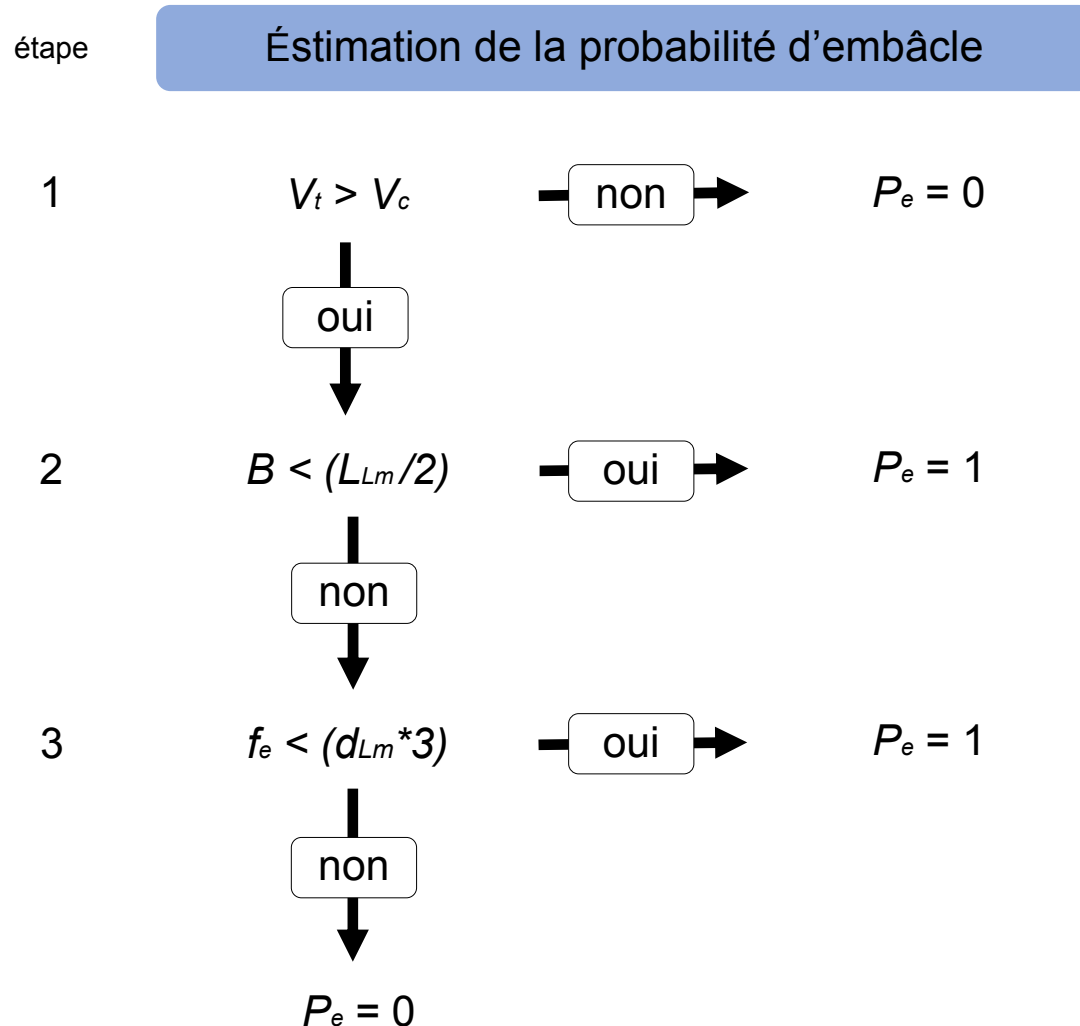 étape Éstimation de la probabilité d’embâcle
1 Vt > Vc non Pe = 0
oui
2 B < (LLm/2) oui Pe = 1
non
3 fe < (dLm*3) oui Pe = 1
non
Pe = 0